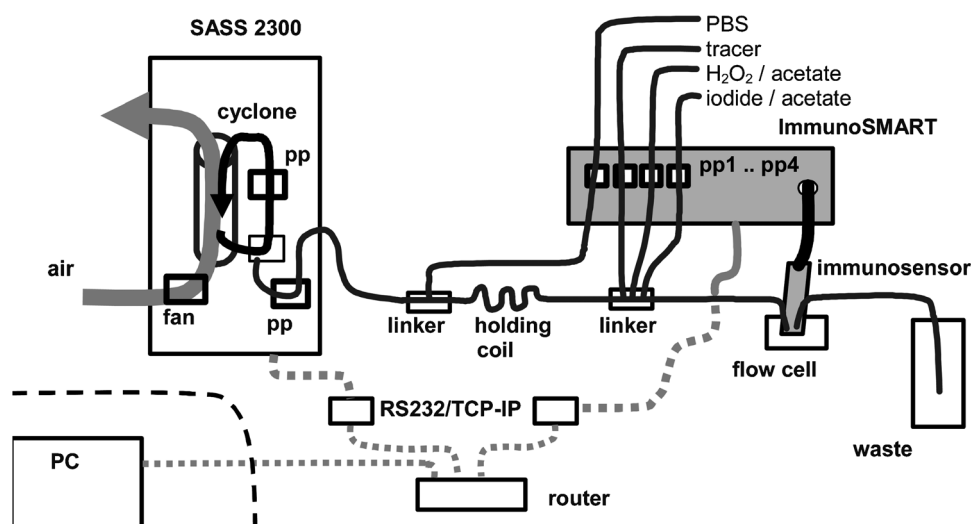 SASS 2300
PBS
tracer
H₂O₂ / acetate
iodide / acetate
ImmunoSMART
cyclone
pp
pp1 .. pp4
air
fan
pp
linker
holding
coil
linker
immunosensor
flow cell
waste
RS232/TCP-IP
PC
router